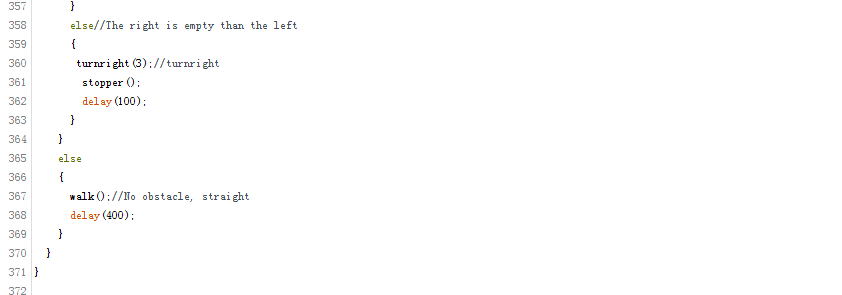 357 }
358 else//The right is empty than the left
359 {
360 turnright(3);//turnright
361 stopper();
362 delay(100);
363 }
364 }
365 else
366 {
367 walk();//No obstacle, straight
368 delay(400);
369 }
370 }
371 }
372